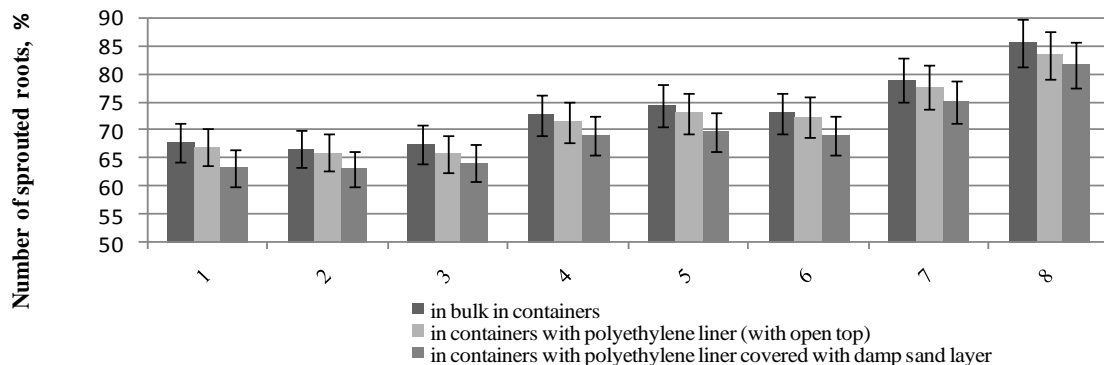 Number of sprouted roots, %
90
85
80
75
70
65
60
55
50
1 2 3 4 5 6 7 8
in bulk in containers
in containers with polyethylene liner (with open top)
in containers with polyethylene liner covered with damp sand layer